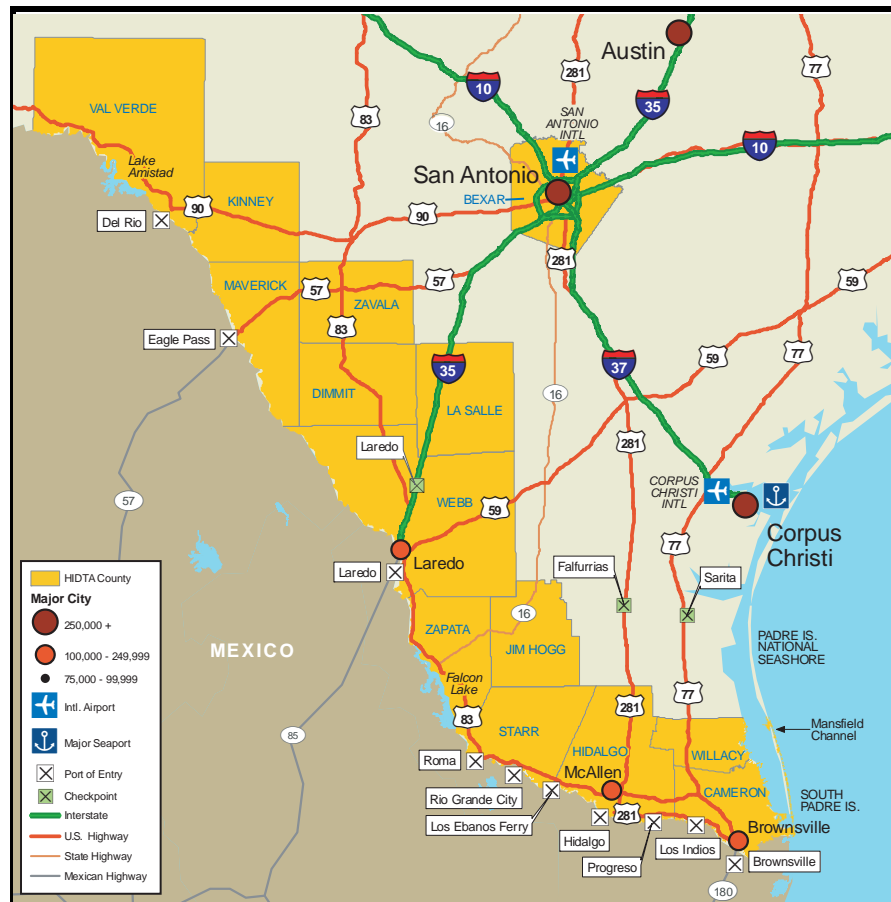 Austin
77
281
10
35
VAL VERDE
83
16
SAN
ANTONIO
INTL
10
Lake
Amistad
San Antonio
BEXAR
KINNEY
90
90
Del Rio
281
MAVERICK
57
57
59
ZAVALA
83
Eagle Pass
77
59
35
37
DIMMIT
16
LA SALLE
281
Laredo
CORPUS
CHRISTI
INTL
57
WEBB
59
Corpus
Christi
77
Laredo
Laredo
Falfurrias
Sarita
HIDTA County
Major City
250,000 +
100,000 - 249,999
75,000 - 99,999
Intl. Airport
Major Seaport
Port of Entry
Checkpoint
Interstate
U.S. Highway
State Highway
Mexican Highway
16
ZAPATA
JIM HOGG
MEXICO
PADRE IS.
NATIONAL
SEASHORE
Falcon
Lake
77
83
281
STARR
85
Mansfield
Channel
HIDALGO
WILLACY
Roma
McAllen
CAMERON
Rio Grande City
SOUTH
PADRE IS.
Los Ebanos Ferry
281
Brownsville
Hidalgo
Los Indios
Progreso
Brownsville
180